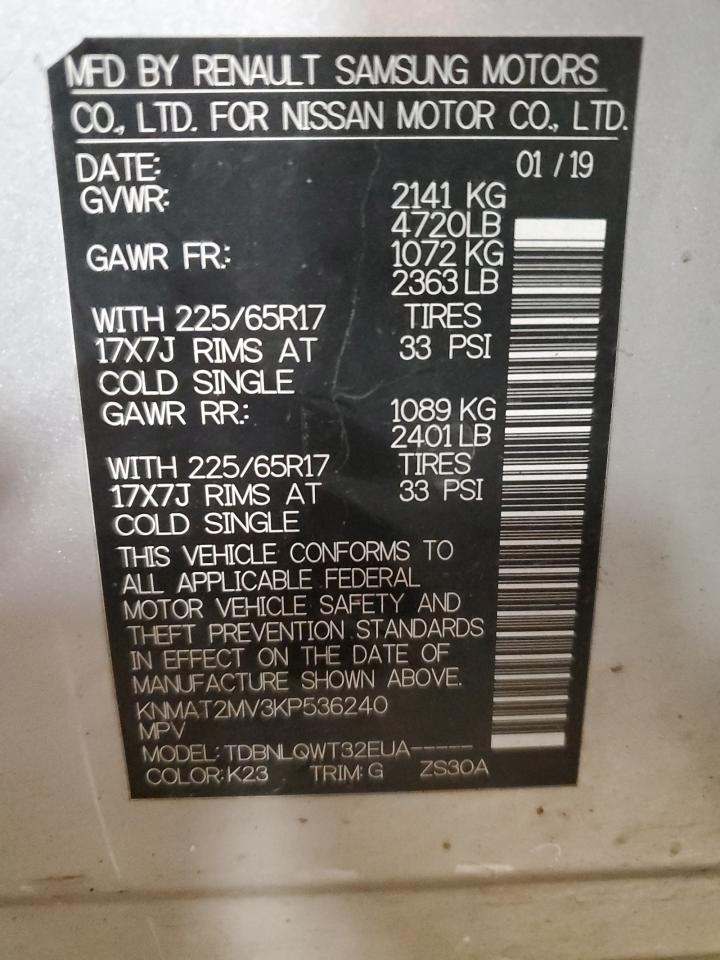 MFD BY RENAULT SAMSUNG MOTORS
CO., LTD. FOR NISSAN MOTOR CO., LTD.
DATE: 01 / 19
GVWR: 2141 KG
4720LB
GAWR FR.: 1072 KG
2363 LB
WITH 225/65R17 TIRES
17X7J RIMS AT 33 PSI
COLD SINGLE
GAWR RR.: 1089 KG
2401 LB
WITH 225/65R17 TIRES
17X7J RIMS AT 33 PSI
COLD SINGLE
THIS VEHICLE CONFORMS TO
ALL APPLICABLE FEDERAL
MOTOR VEHICLE SAFETY AND
THEFT PREVENTION STANDARDS
IN EFFECT ON THE DATE OF
MANUFACTURE SHOWN ABOVE.
KNMAT2MV3KP536240
MPV
MODEL: TDBNLQWT32EUA-----
COLOR: K23 TRIM: G ZS30A